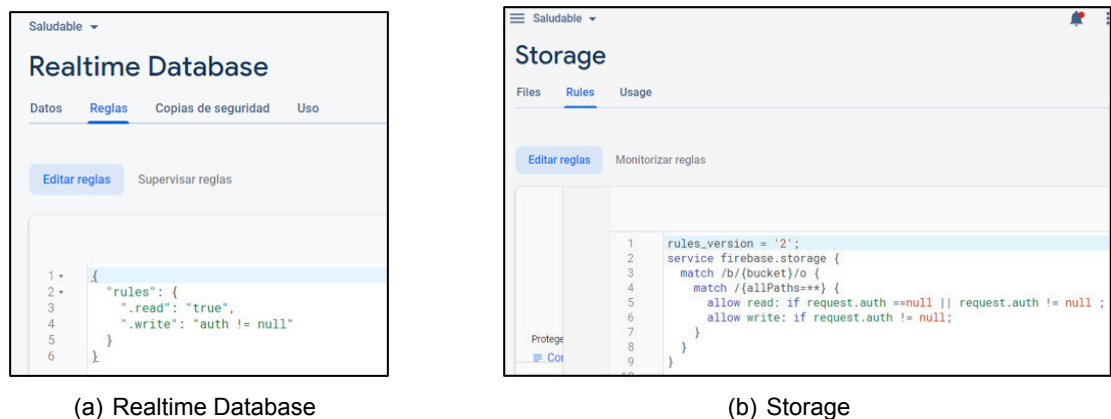 Saludable
Realtime Database
Datos Reglas Copias de seguridad Uso
Editar reglas Supervisar reglas
1 {
2 "rules": {
3 ".read": "true",
4 ".write": "auth != null"
5 }
6 }
(a) Realtime Database
Saludable
Storage
Files Rules Usage
Editar reglas Monitorizar reglas
Protege
Cor
1 rules_version = '2';
2 service firebase.storage {
3 match /b/{bucket}/o {
4 match /{allPaths=**} {
5 allow read: if request.auth ==null || request.auth != null ;
6 allow write: if request.auth != null;
7 }
8 }
9 }
(b) Storage